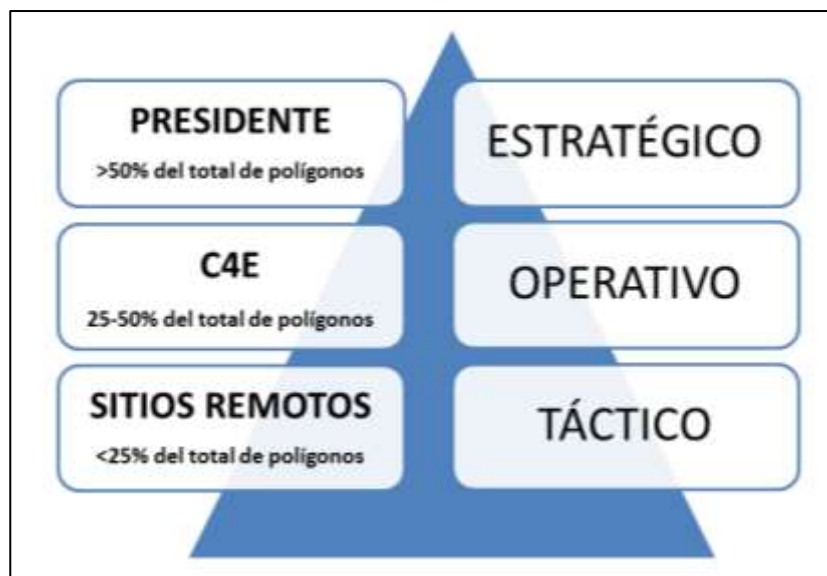 PRESIDENTE
>50% del total de polígonos
ESTRATÉGICO
C4E
25-50% del total de polígonos
OPERATIVO
SITIOS REMOTOS
<25% del total de polígonos
TÁCTICO